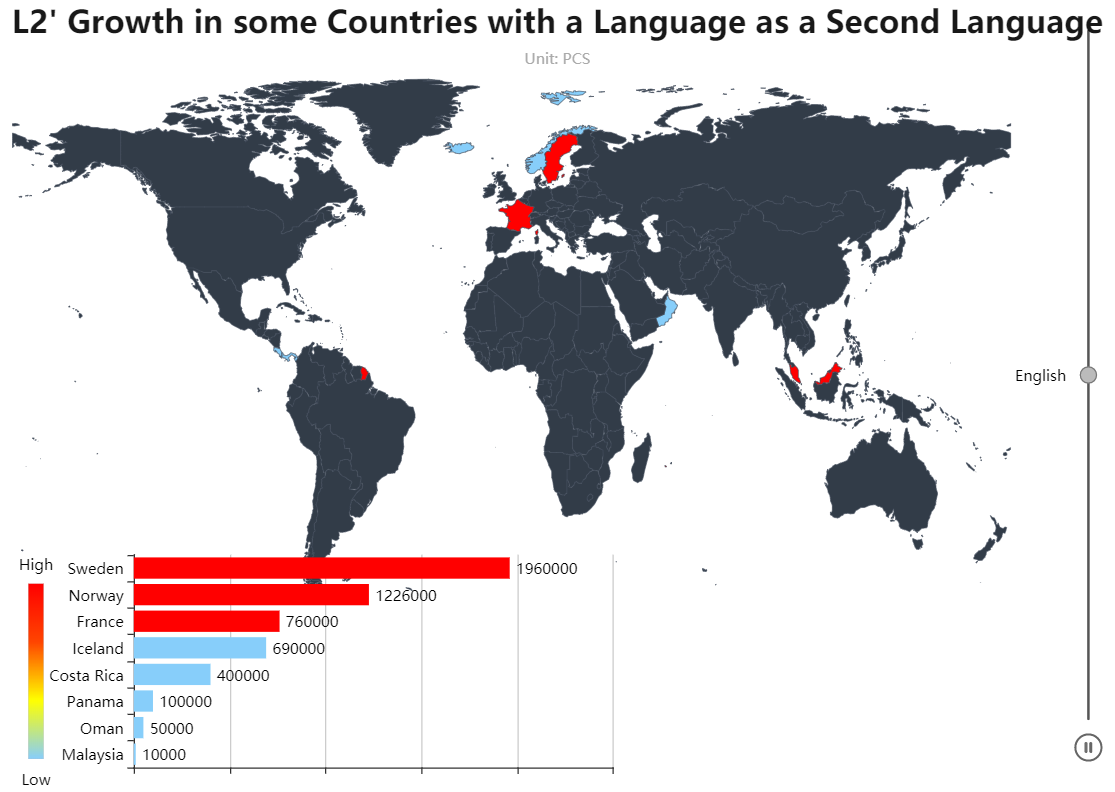 L2' Growth in some Countries with a Language as a Second Language
Unit: PCS
English
High
Low
Sweden 1960000
Norway 1226000
France 760000
Iceland 690000
Costa Rica 400000
Panama 100000
Oman 50000
Malaysia 10000